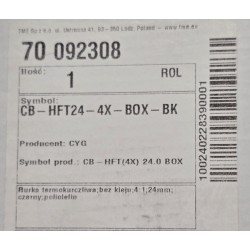 70 092308
Ilość:
1 ROL
Symbol:
CB-HFT24-4X-BOX-BK
Producent: CYG
Symbol prod.: CB-HFT(4X) 24.0 BOX
Rurka termokurczliwa; bez kleju; 4:1; 24mm;
czarny; poliolefin
1002402283900001